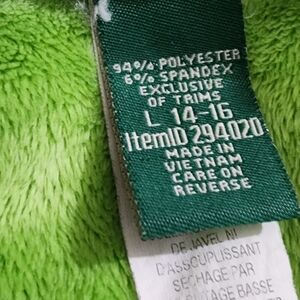 94% POLYESTER
6% SPANDEX
EXCLUSIVE
OF TRIMS
L 14-16
ItemID 294020
MADE IN
VIETNAM
CARE ON
REVERSE
DE JAVEL NI
D'ASSOUPLISSANT
SECHAGE PAR
BASSE